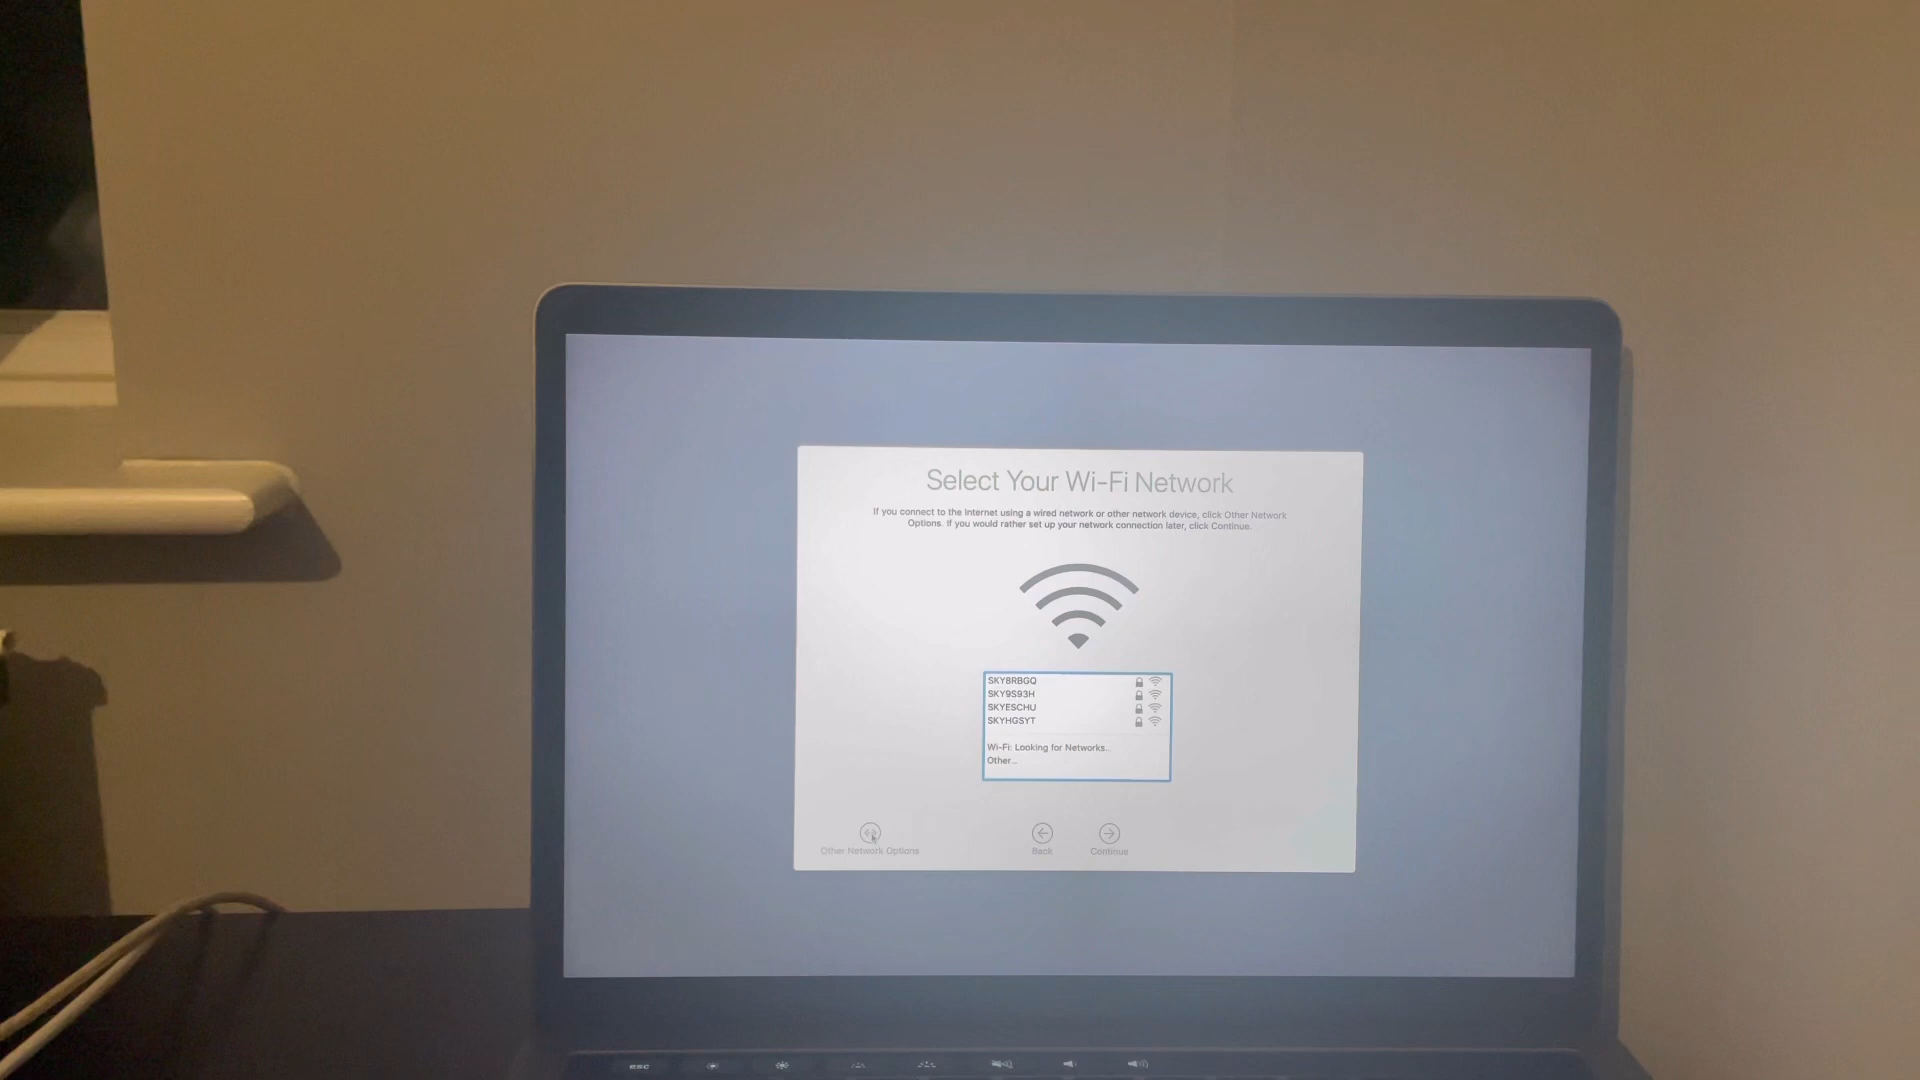 Select Your Wi-Fi Network
If you connect to the Internet using a wired network or other network device, click Other Network
Options. If you would rather set up your network connection later, click Continue.
SKY8RBGQ
SKY9S93H
SKYESCHU
SKYHGSYT
Wi-Fi: Looking for Networks...
Other...
Other Network Options
Back
Continue
esc